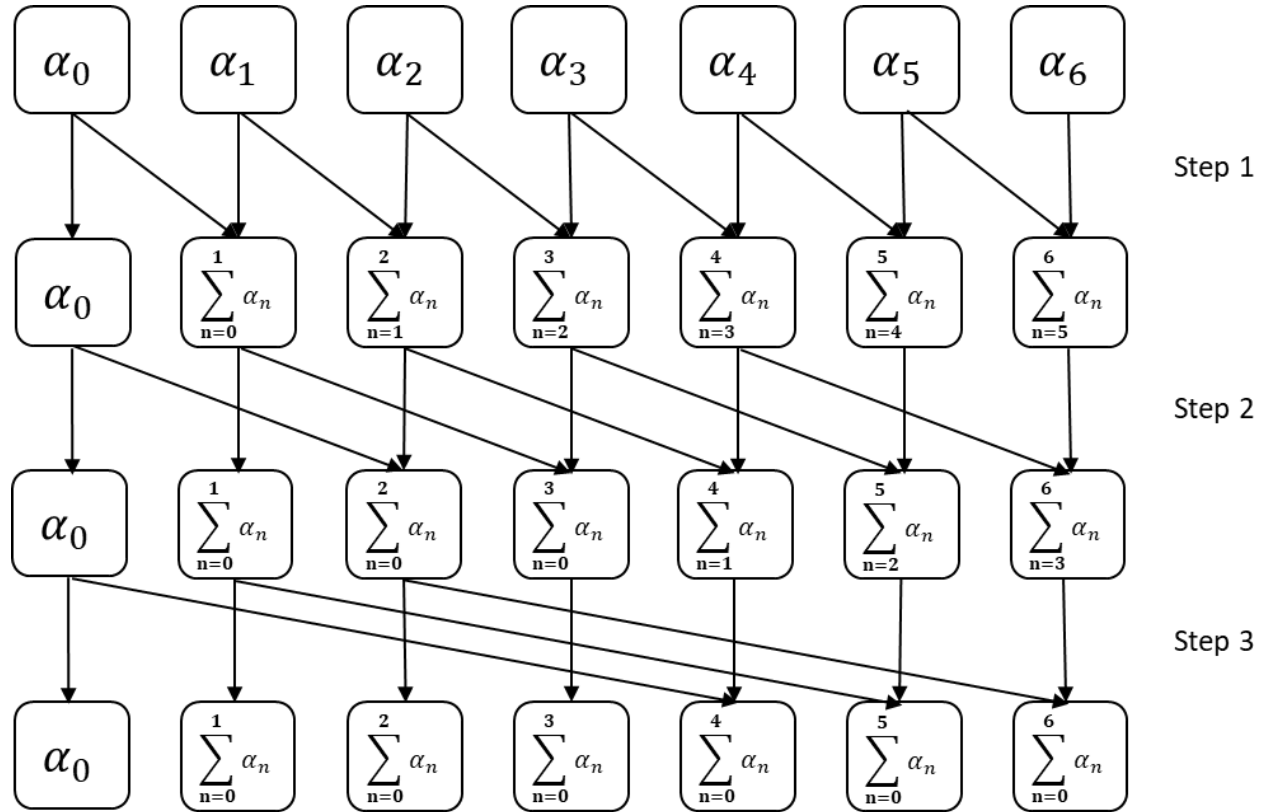 α₀ α₁ α₂ α₃ α₄ α₅ α₆
Step 1
α₀ ∑_{n=0}^{1} αₙ ∑_{n=1}^{2} αₙ ∑_{n=2}^{3} αₙ ∑_{n=3}^{4} αₙ ∑_{n=4}^{5} αₙ ∑_{n=5}^{6} αₙ
Step 2
α₀ ∑_{n=0}^{1} αₙ ∑_{n=0}^{2} αₙ ∑_{n=0}^{3} αₙ ∑_{n=1}^{4} αₙ ∑_{n=2}^{5} αₙ ∑_{n=3}^{6} αₙ
Step 3
α₀ ∑_{n=0}^{1} αₙ ∑_{n=0}^{2} αₙ ∑_{n=0}^{3} αₙ ∑_{n=0}^{4} αₙ ∑_{n=0}^{5} αₙ ∑_{n=0}^{6} αₙ